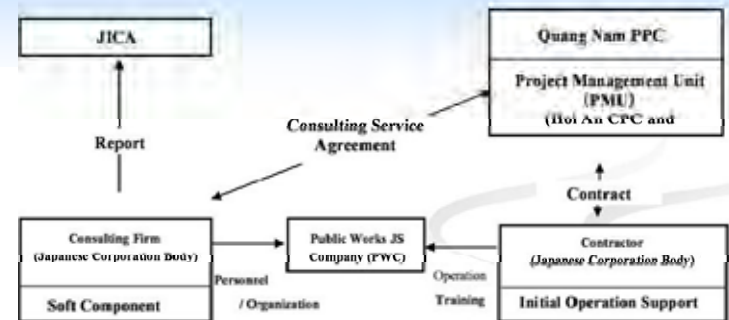 JICA
Quang Nam PPC
Project Management Unit
(PMU)
(Hoi An CPC and
Report
Consulting Service
Agreement
Contract
Consulting Firm
(Japanese Corporation Body)
Soft Component
Public Works JS
Company (PWC)
Contractor
(Japanese Corporation Body)
Initial Operation Support
Personnel
/ Organization
Operation
Training